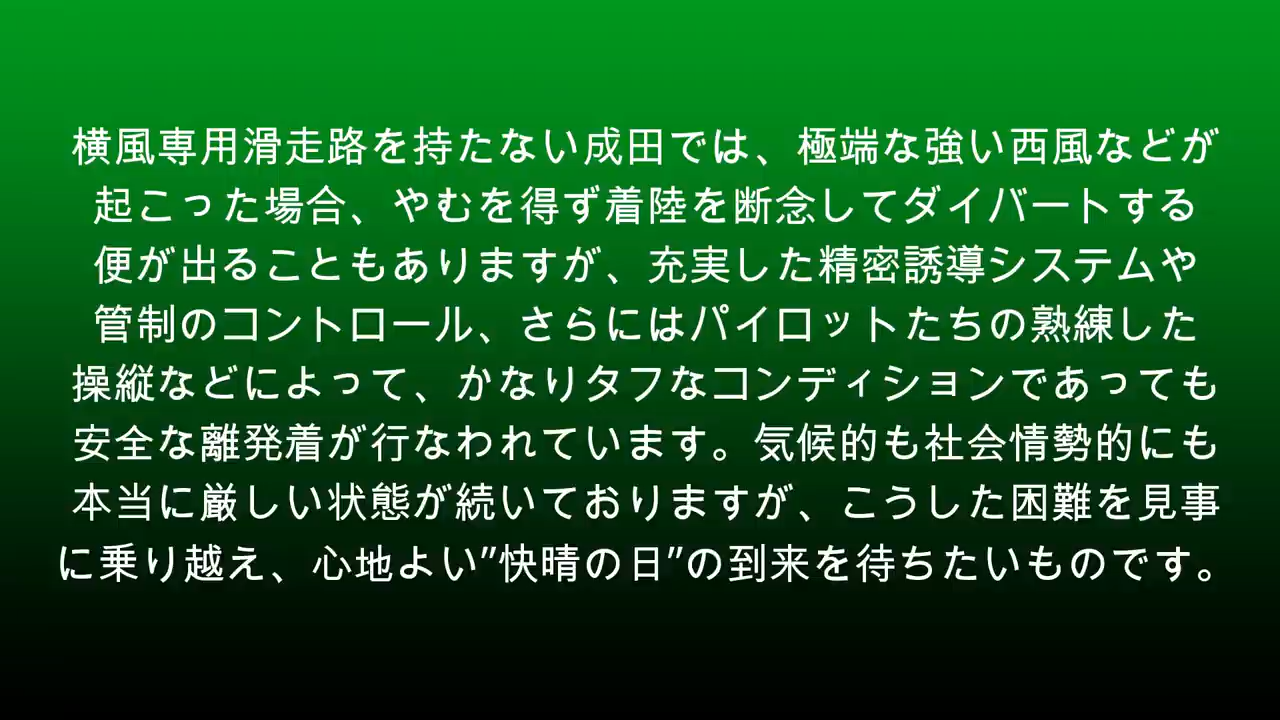 横風専用滑走路を持たない成田では、極端な強い西風などが
起こった場合、やむを得ず着陸を断念してダイバートする
便が出ることもありますが、充実した精密誘導システムや
管制のコントロール、さらにはパイロットたちの熟練した
操縦などによって、かなりタフなコンディションであっても
安全な離発着が行なわれています。気候的も社会情勢的にも
本当に厳しい状態が続いておりますが、こうした困難を見事
に乗り越え、心地よい"快晴の日"の到来を待ちたいものです。